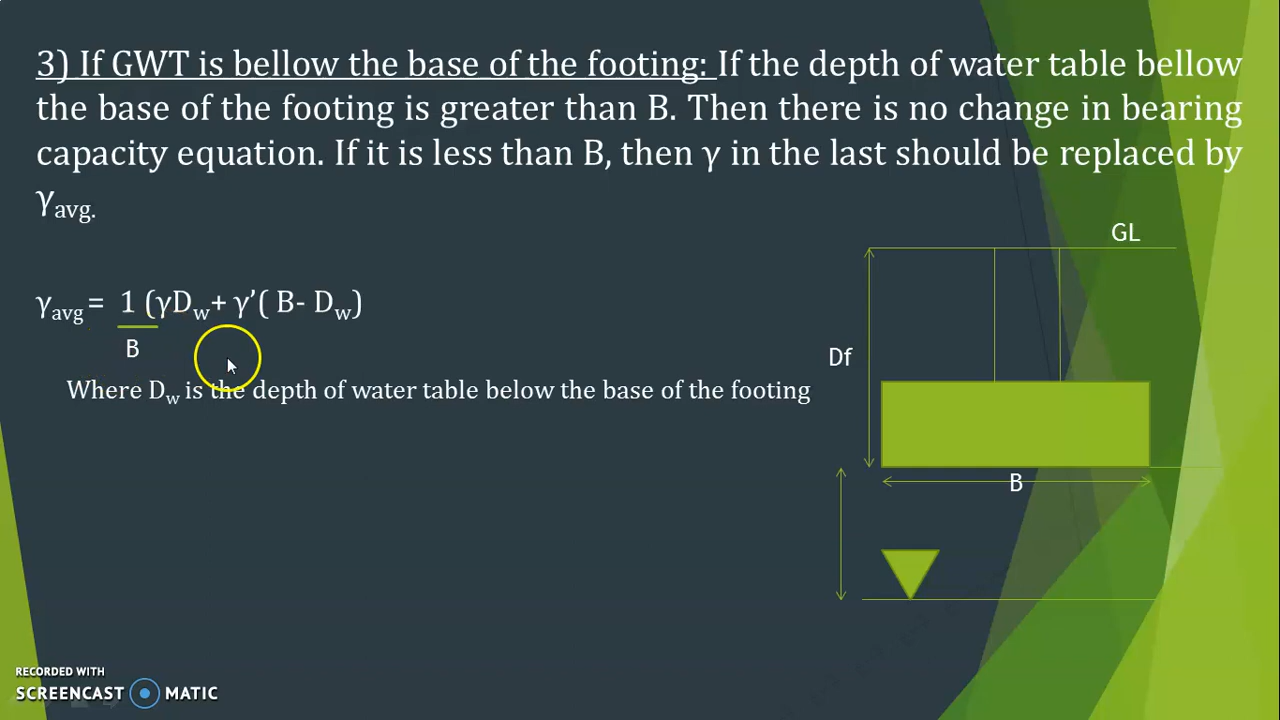 3) If GWT is bellow the base of the footing: If the depth of water table bellow
the base of the footing is greater than B. Then there is no change in bearing
capacity equation. If it is less than B, then γ in the last should be replaced by
γavg.
GL
γavg = 1 (γDw+ γ’( B- Dw)
B
Df
Where Dw is the depth of water table below the base of the footing
B
RECORDED WITH
SCREENCAST MATIC